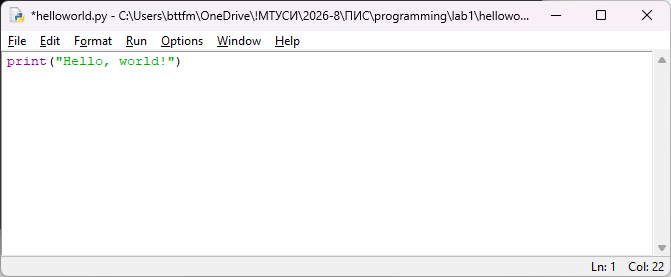 *helloworld.py - C:\Users\bttfm\OneDrive\!МТУСИ\2026-8\ПИС\programming\lab1\hellowo...
File Edit Format Run Options Window Help
print("Hello, world!")
Ln: 1 Col: 22